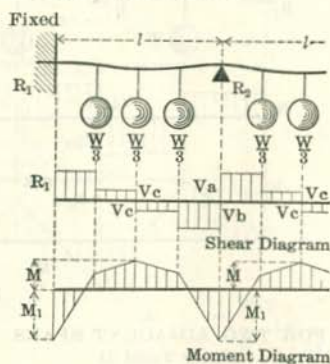 Fixed
l l
R₁ R₂
W/3 W/3 W/3 W/3 W/3
R₁ Vc Va Vc
Vc Vb Vc
Shear Diagram
M M
M₁ M₁
Moment Diagram